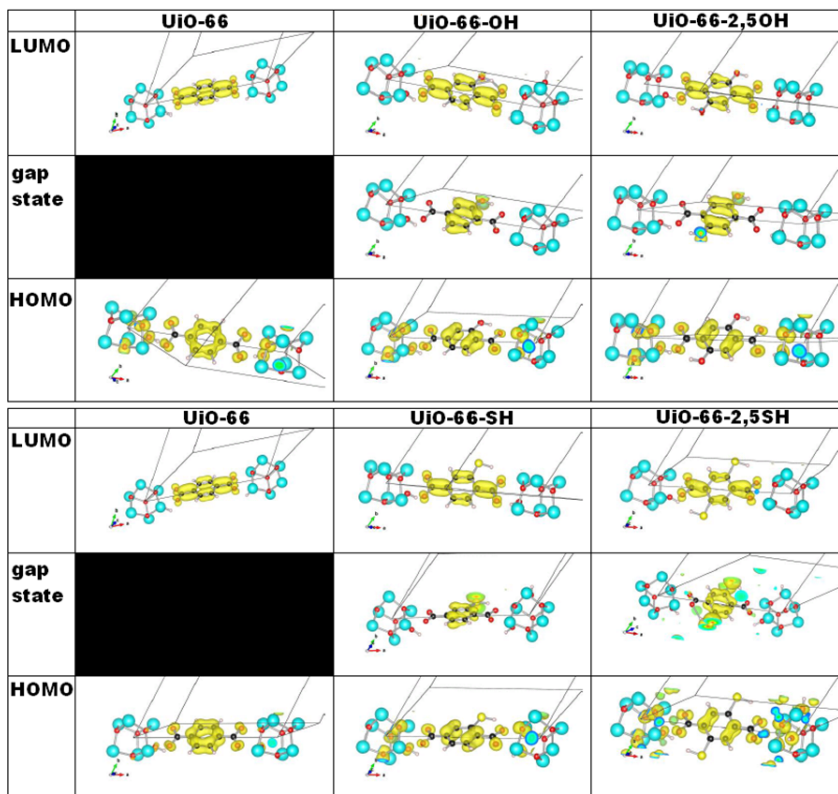 UiO-66 UiO-66-OH UiO-66-2,5OH
LUMO
gap
state
HOMO
UiO-66 UiO-66-SH UiO-66-2,5SH
LUMO
gap
state
HOMO